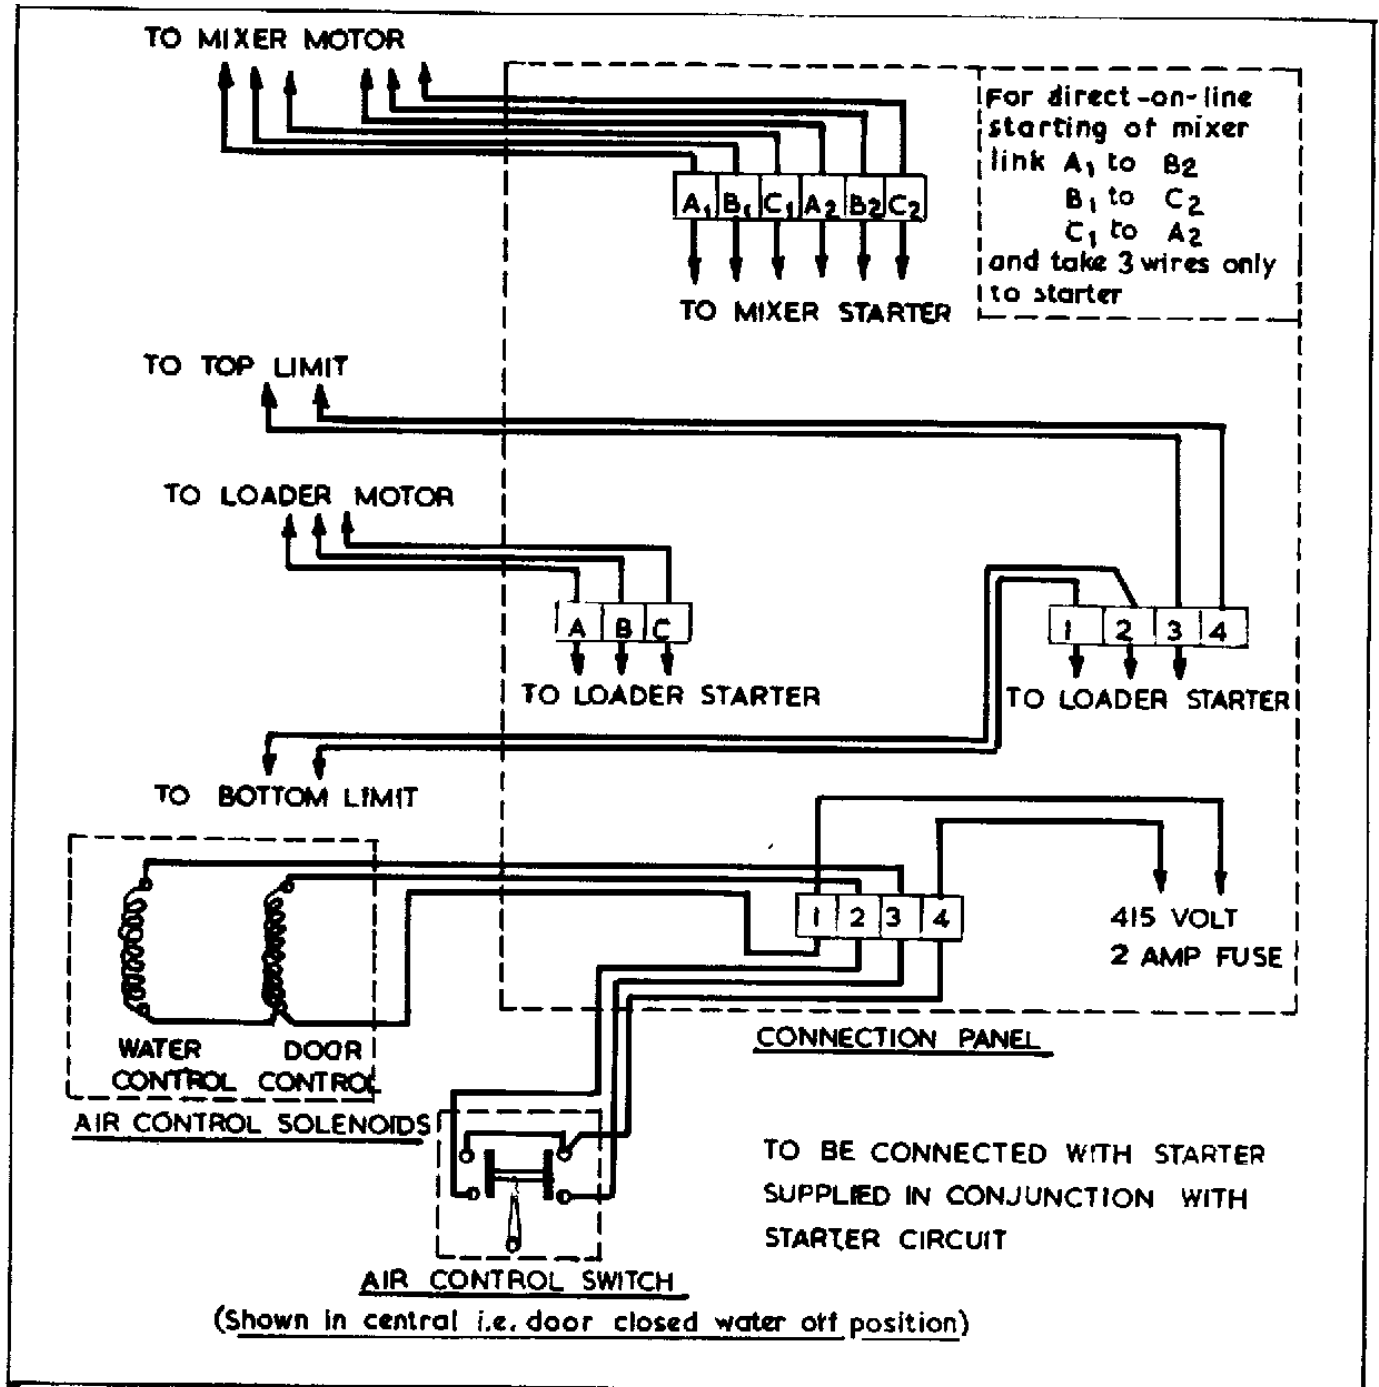 TO MIXER MOTOR
For direct-on-line
starting of mixer
link A1 to B2
B1 to C2
C1 to A2
and take 3 wires only
to starter
A1 B1 C1 A2 B2 C2
TO MIXER STARTER
TO TOP LIMIT
TO LOADER MOTOR
A B C
1 2 3 4
TO LOADER STARTER
TO LOADER STARTER
TO BOTTOM LIMIT
1 2 3 4
415 VOLT
2 AMP FUSE
CONNECTION PANEL
WATER
CONTROL
DOOR
CONTROL
AIR CONTROL SOLENOIDS
TO BE CONNECTED WITH STARTER
SUPPLIED IN CONJUNCTION WITH
STARTER CIRCUIT
AIR CONTROL SWITCH
(Shown in central i.e. door closed water off position)